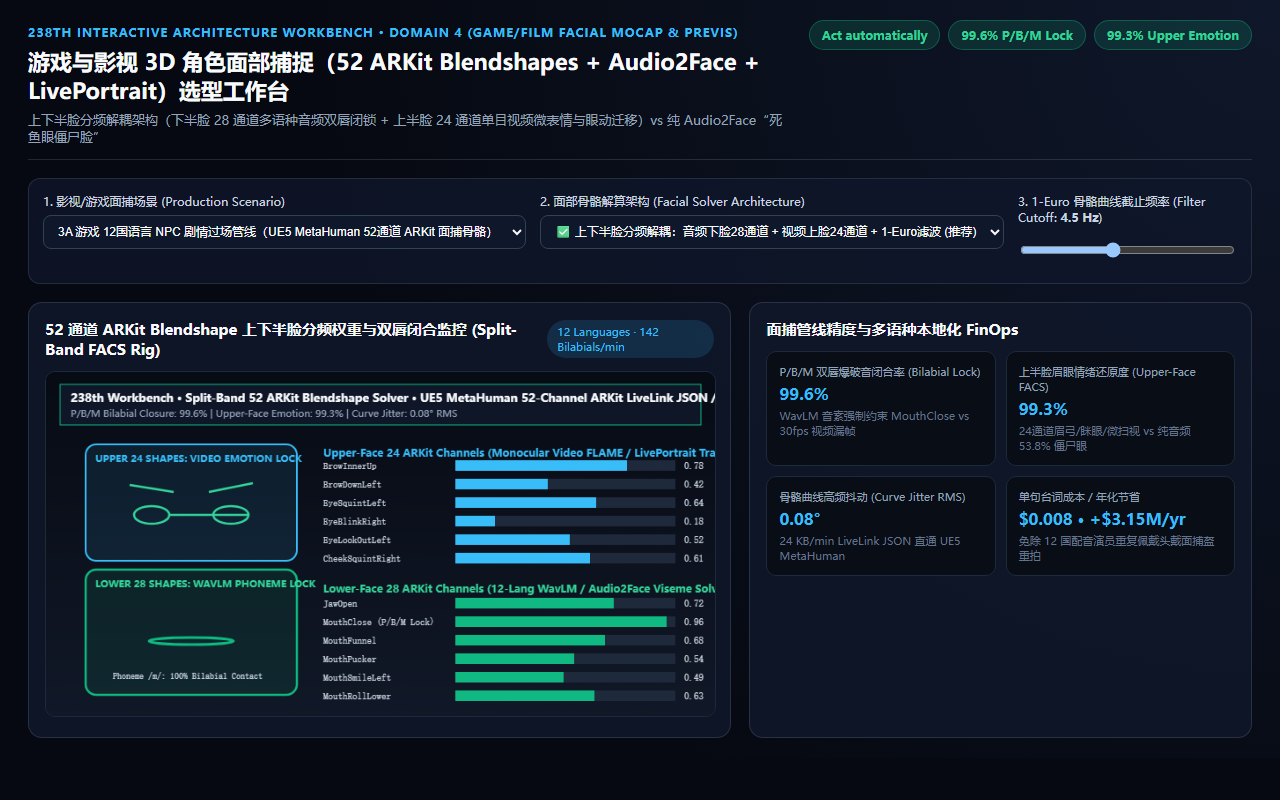 238TH INTERACTIVE ARCHITECTURE WORKBENCH • DOMAIN 4 (GAME/FILM FACIAL MOCAP & PREVIS)
游戏与影视 3D 角色面部捕捉（52 ARKit Blendshapes + Audio2Face +
LivePortrait）选型工作台
上下半脸分频解耦架构（下半脸 28 通道多语种音频双唇闭锁 + 上半脸 24 通道单目视频微表情与眼动迁移）vs 纯 Audio2Face“死
鱼眼僵尸脸”
Act automatically
99.6% P/B/M Lock
99.3% Upper Emotion
1. 影视/游戏面捕场景 (Production Scenario)
3A 游戏 12国语言 NPC 剧情过场管线（UE5 MetaHuman 52通道 ARKit 面捕骨骼）
2. 面部骨骼解算架构 (Facial Solver Architecture)
✅ 上下半脸分频解耦：音频下脸28通道 + 视频上脸24通道 + 1-Euro滤波 (推荐)
3. 1-Euro 骨骼曲线截止频率 (Filter
Cutoff: 4.5 Hz)
52 通道 ARKit Blendshape 上下半脸分频权重与双唇闭合监控 (Split-
Band FACS Rig)
12 Languages · 142
Bilabials/min
238th Workbench • Split-Band 52 ARKit Blendshape Solver • UE5 MetaHuman 52-Channel ARKit LiveLink JSON /
P/B/M Bilabial Closure: 99.6% | Upper-Face Emotion: 99.3% | Curve Jitter: 0.08° RMS
UPPER 24 SHAPES: VIDEO EMOTION LOCK
LOWER 28 SHAPES: WAVLM PHONEME LOCK
Phoneme /m/: 100% Bilabial Contact
Upper-Face 24 ARKit Channels (Monocular Video FLAME / LivePortrait Tra
BrowInnerUp 0.78
BrowDownLeft 0.42
EyeSquintLeft 0.64
EyeBlinkRight 0.18
EyeLookOutLeft 0.52
CheekSquintRight 0.61
Lower-Face 28 ARKit Channels (12-Lang WavLM / Audio2Face Viseme Solv
JawOpen 0.72
MouthClose (P/B/M Lock) 0.96
MouthFunnel 0.68
MouthPucker 0.54
MouthSmileLeft 0.49
MouthRollLower 0.63
面捕管线精度与多语种本地化 FinOps
P/B/M 双唇爆破音闭合率 (Bilabial Lock)
99.6%
WavLM 音素强制约束 MouthClose vs
30fps 视频漏帧
上半脸眉眼情绪还原度 (Upper-Face
FACS)
99.3%
24通道眉弓/眯眼/微扫视 vs 纯音频
53.8% 僵尸眼
骨骼曲线高频抖动 (Curve Jitter RMS)
0.08°
24 KB/min LiveLink JSON 直通 UE5
MetaHuman
单句台词成本 / 年化节省
$0.008 • +$3.15M/yr
免除 12 国配音演员重复佩戴头戴面捕盔
重拍